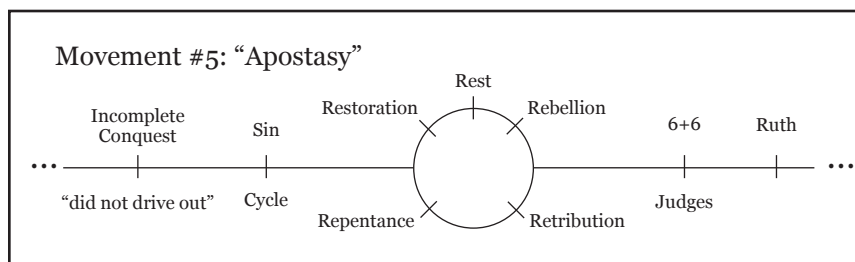 Movement #5: “Apostasy”
Incomplete
Conquest
“did not drive out”
Sin
Cycle
Rest
Rebellion
Retribution
Repentance
Restoration
6+6
Judges
Ruth